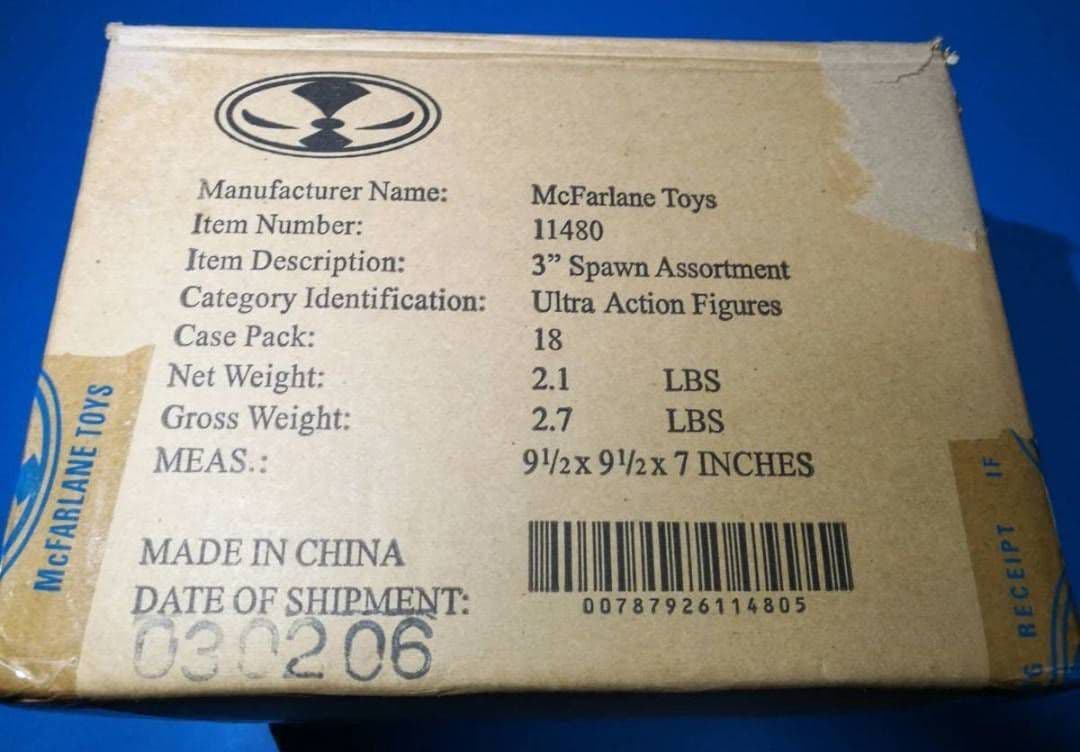 Manufacturer Name: McFarlane Toys
Item Number: 11480
Item Description: 3” Spawn Assortment
Category Identification: Ultra Action Figures
Case Pack: 18
Net Weight: 2.1 LBS
Gross Weight: 2.7 LBS
MEAS.: 9½ x 9½ x 7 INCHES
MADE IN CHINA
DATE OF SHIPMENT:
030206
00787926114805
McFARLANE TOYS
RECEIPT IF